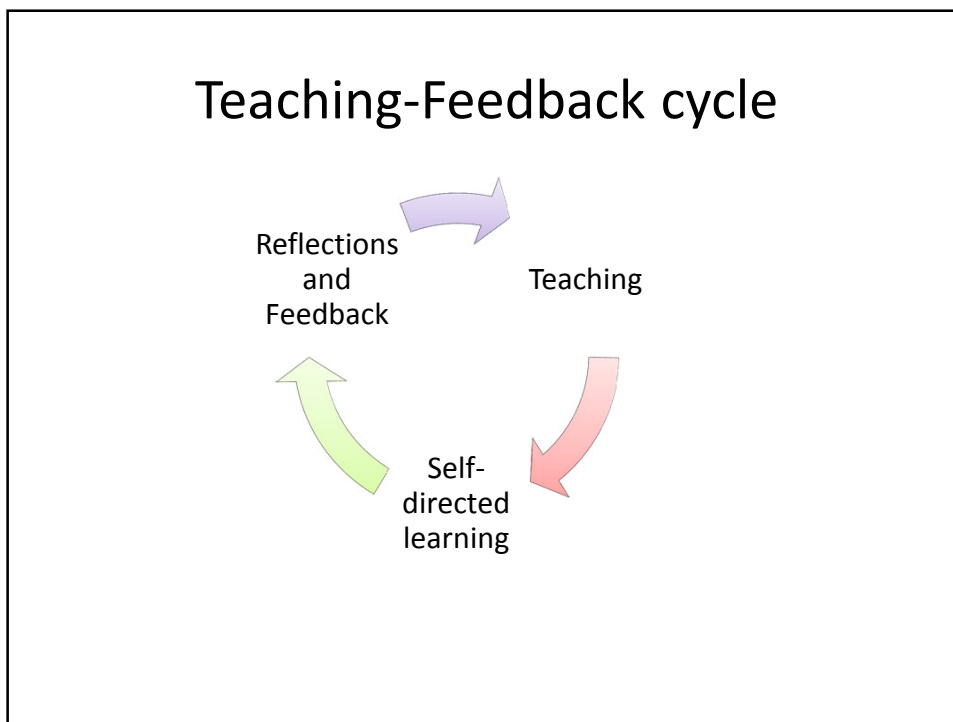 Teaching-Feedback cycle
Reflections
and
Feedback
Teaching
Self-
directed
learning